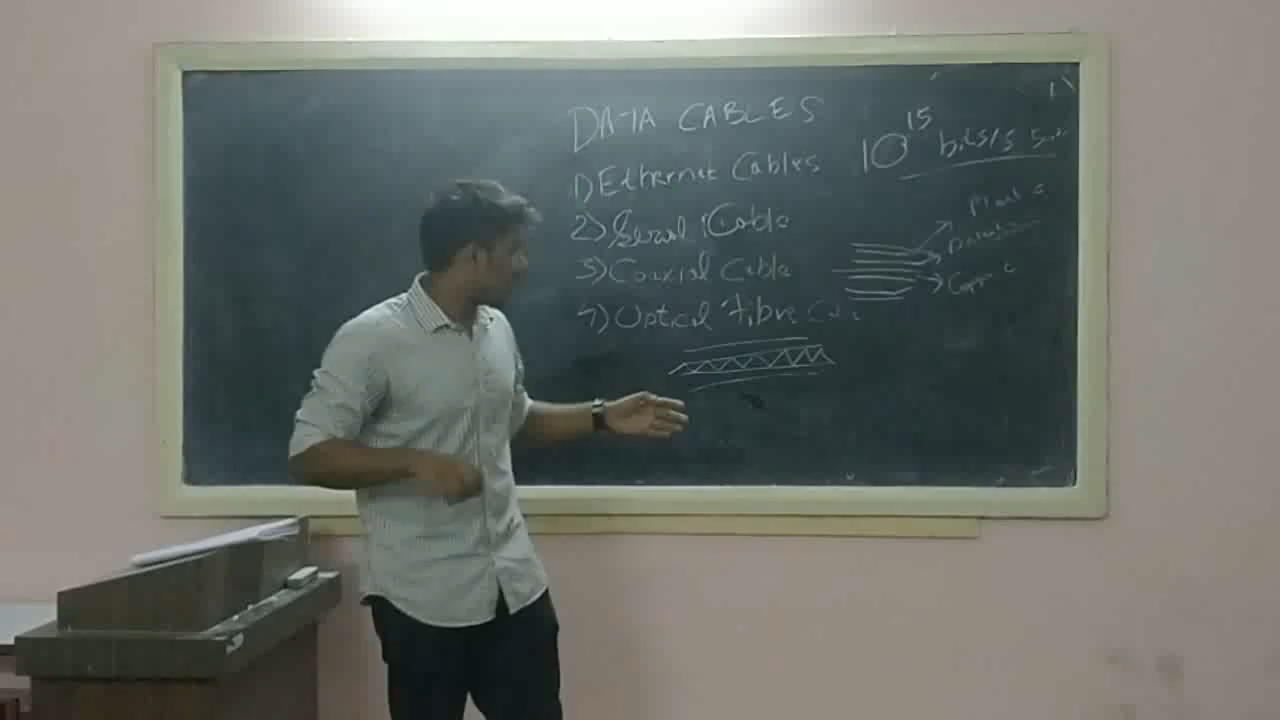 DATA CABLES
1) Ethernet Cables
2) Serial Cable
3) Coaxial Cable
4) Optical fibre
10^15 bits/s